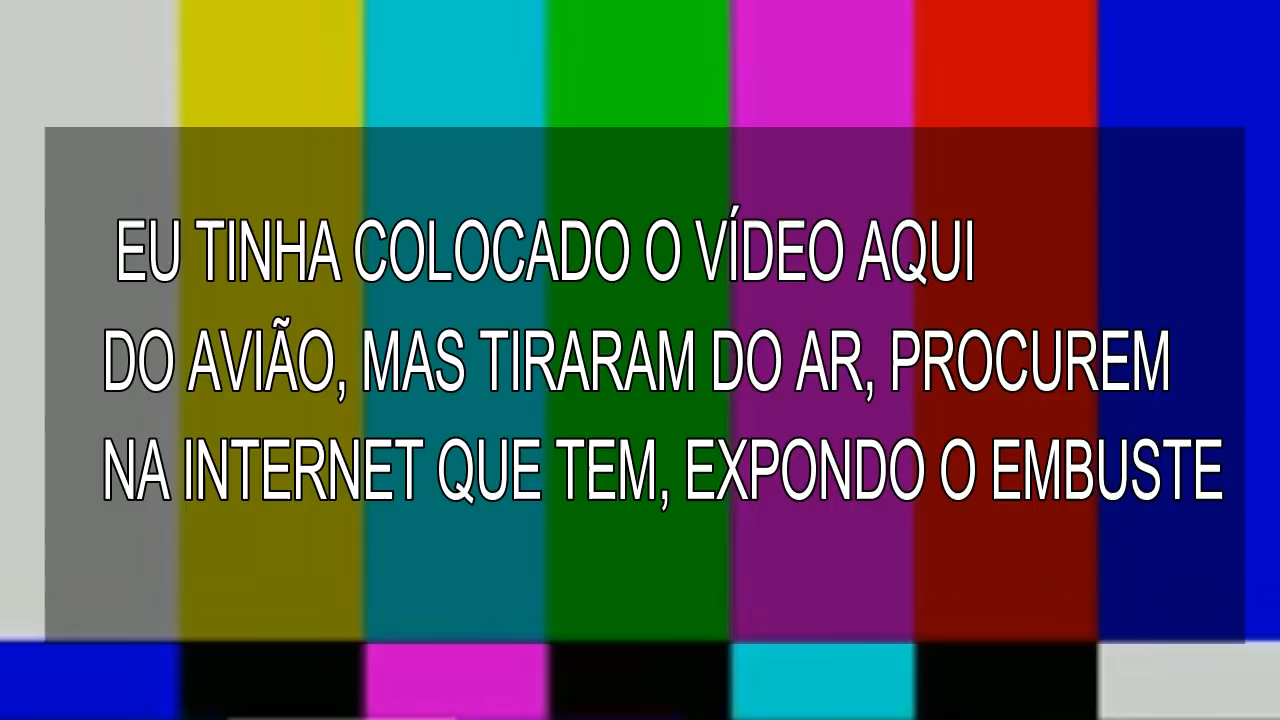 EU TINHA COLOCADO O VÍDEO AQUI
DO AVIÃO, MAS TIRARAM DO AR, PROCUREM
NA INTERNET QUE TEM, EXPONDO O EMBUSTE